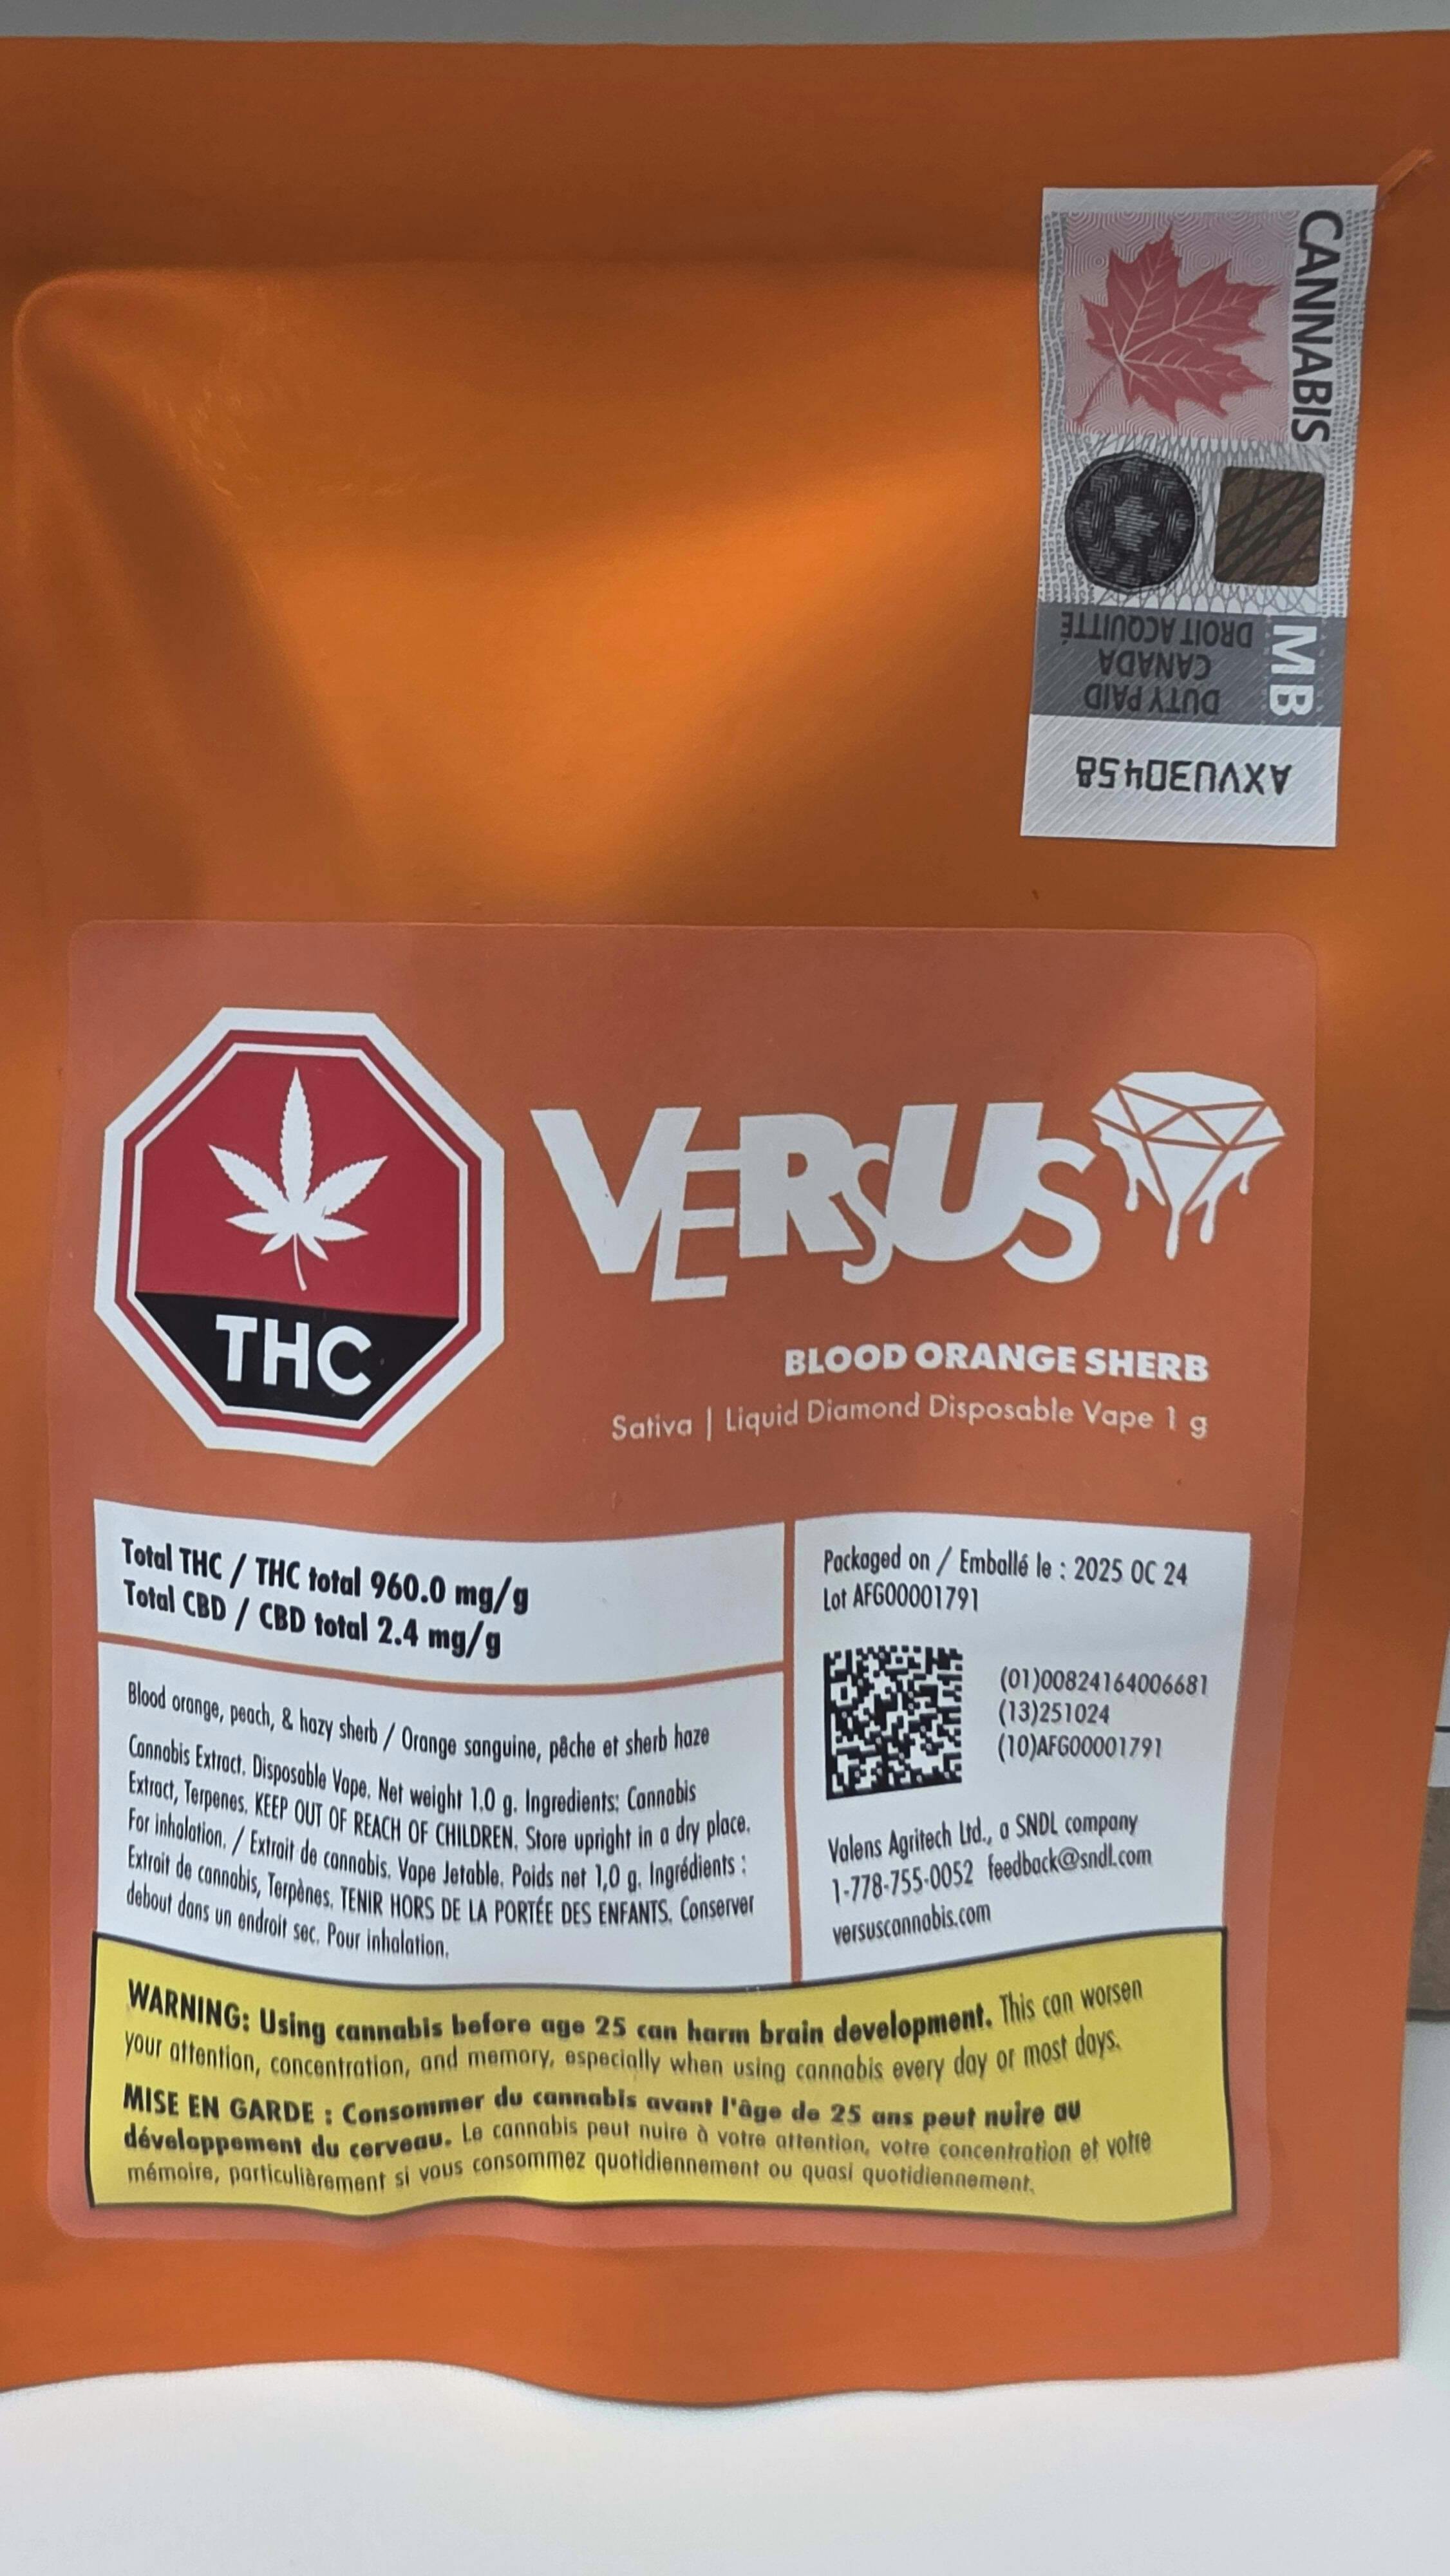 CANNABIS
MB
DUTY PAID
CANADA
DROIT ACQUITTÉ
AXVU30458
THC
VERSUS
BLOOD ORANGE SHERB
Sativa | Liquid Diamond Disposable Vape 1 g
Total THC / THC total 960.0 mg/g
Total CBD / CBD total 2.4 mg/g
Blood orange, peach, & hazy sherb / Orange sanguine, pêche et sherb haze
Cannabis Extract. Disposable Vape. Net weight 1.0 g. Ingredients: Cannabis
Extract, Terpenes. KEEP OUT OF REACH OF CHILDREN. Store upright in a dry place.
For inhalation. / Extrait de cannabis. Vape Jetable. Poids net 1,0 g. Ingrédients :
Extrait de cannabis, Terpènes. TENIR HORS DE LA PORTÉE DES ENFANTS. Conserver
debout dans un endroit sec. Pour inhalation.
Packaged on / Emballé le : 2025 OC 24
Lot AFG00001791
(01)00824164006681
(13)251024
(10)AFG00001791
Valens Agritech Ltd., a SNDL company
1-778-755-0052 feedback@sndl.com
versuscannabis.com
WARNING: Using cannabis before age 25 can harm brain development. This can worsen
your attention, concentration, and memory, especially when using cannabis every day or most days.
MISE EN GARDE : Consommer du cannabis avant l'âge de 25 ans peut nuire au
développement du cerveau. Le cannabis peut nuire à votre attention, votre concentration et votre
mémoire, particulièrement si vous consommez quotidiennement ou quasi quotidiennement.